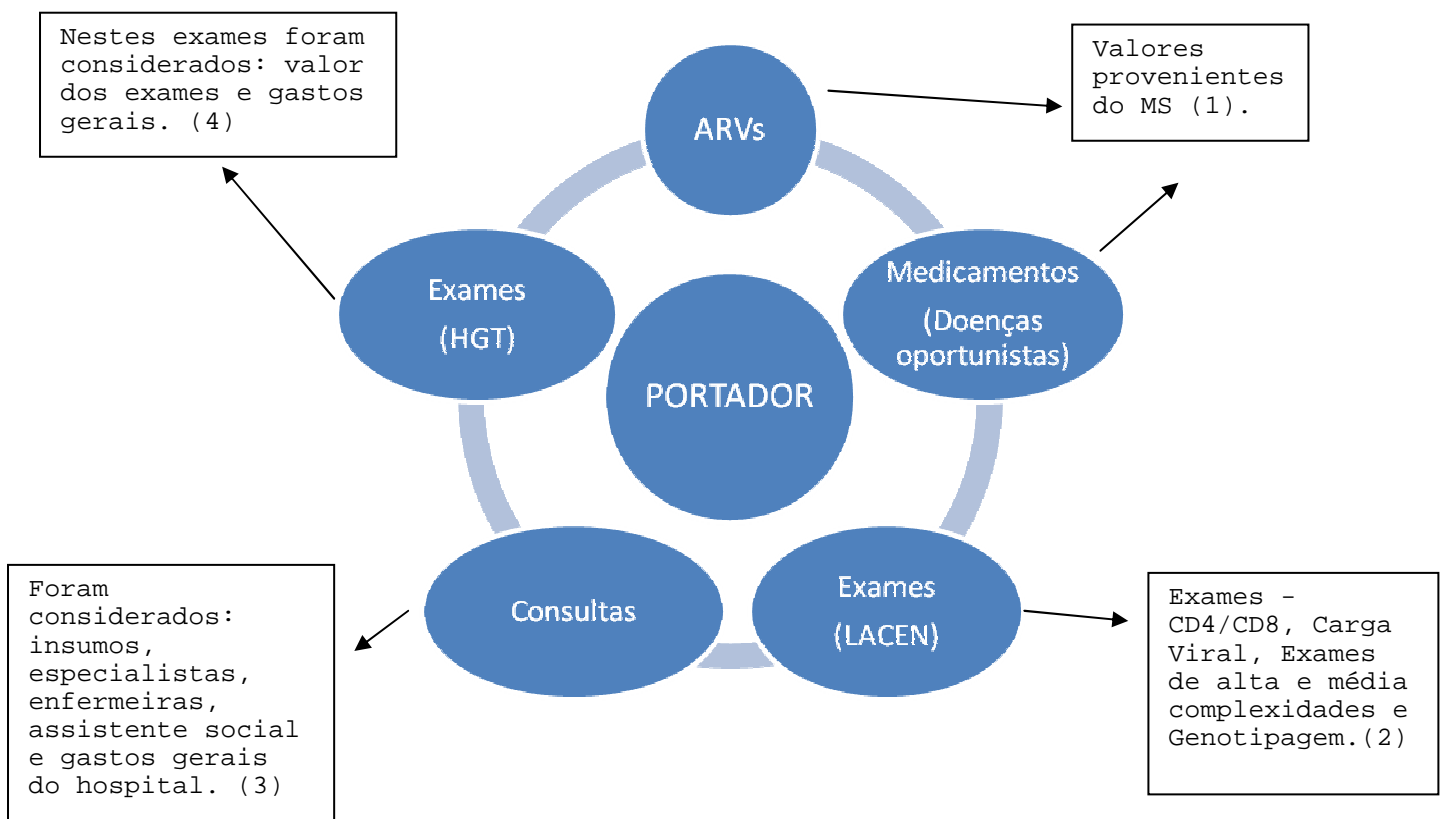 Nestes exames foram
considerados: valor
dos exames e gastos
gerais. (4)
ARVs
Valores
provenientes
do MS (1).
Exames
(HGT)
Medicamentos
(Doenças
oportunistas)
PORTADOR
Foram
considerados:
insumos,
especialistas,
enfermeiras,
assistente social
e gastos gerais
do hospital. (3)
Consultas
Exames
(LACEN)
Exames -
CD4/CD8, Carga
Viral, Exames
de alta e média
complexidades e
Genotipagem.(2)